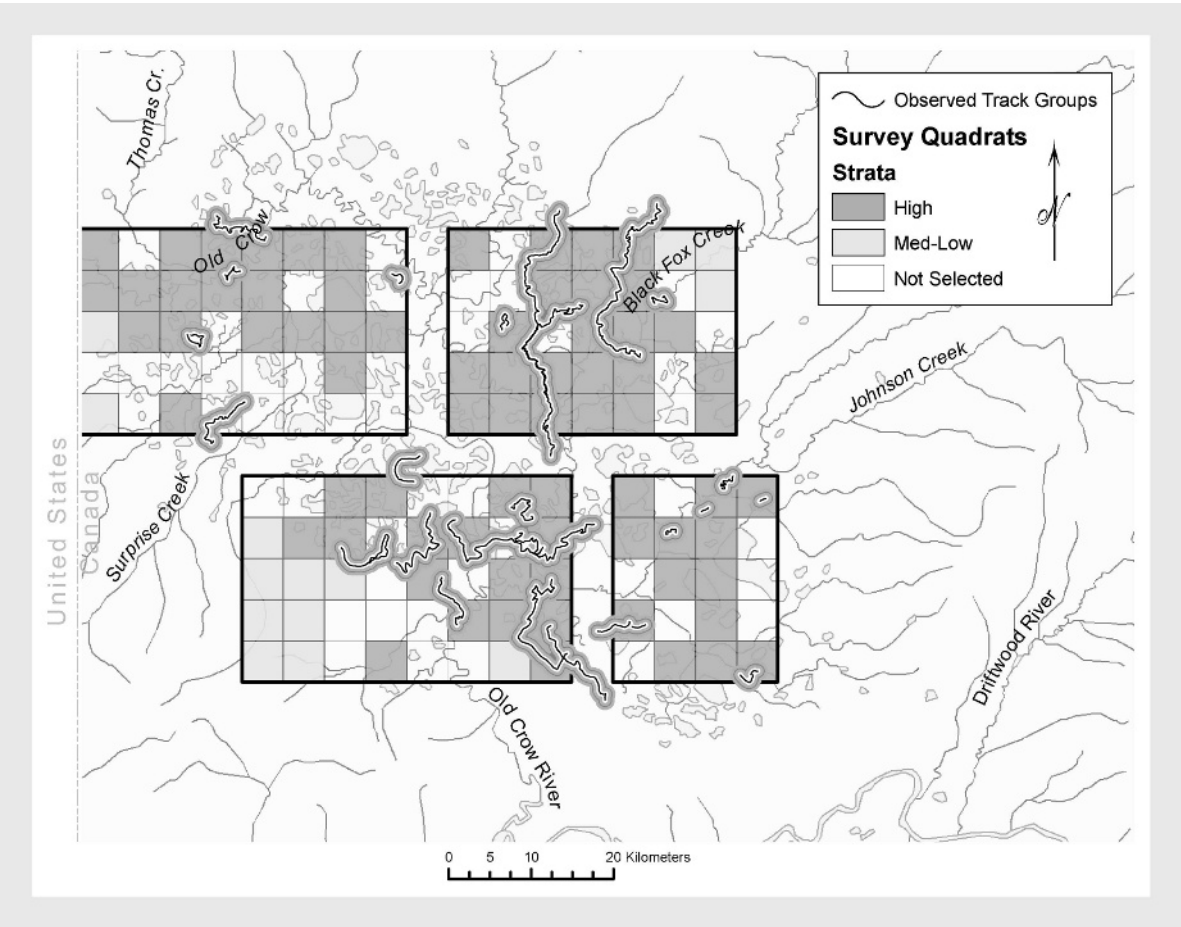 Thomas Cr.
Observed Track Groups
Survey Quadrats
Strata
High
Med-Low
Not Selected
N
Old Crow
Black Fox Creek
Johnson Creek
United States
Canada
Surprise Creek
Driftwood River
Old Crow River
0 5 10 20 Kilometers